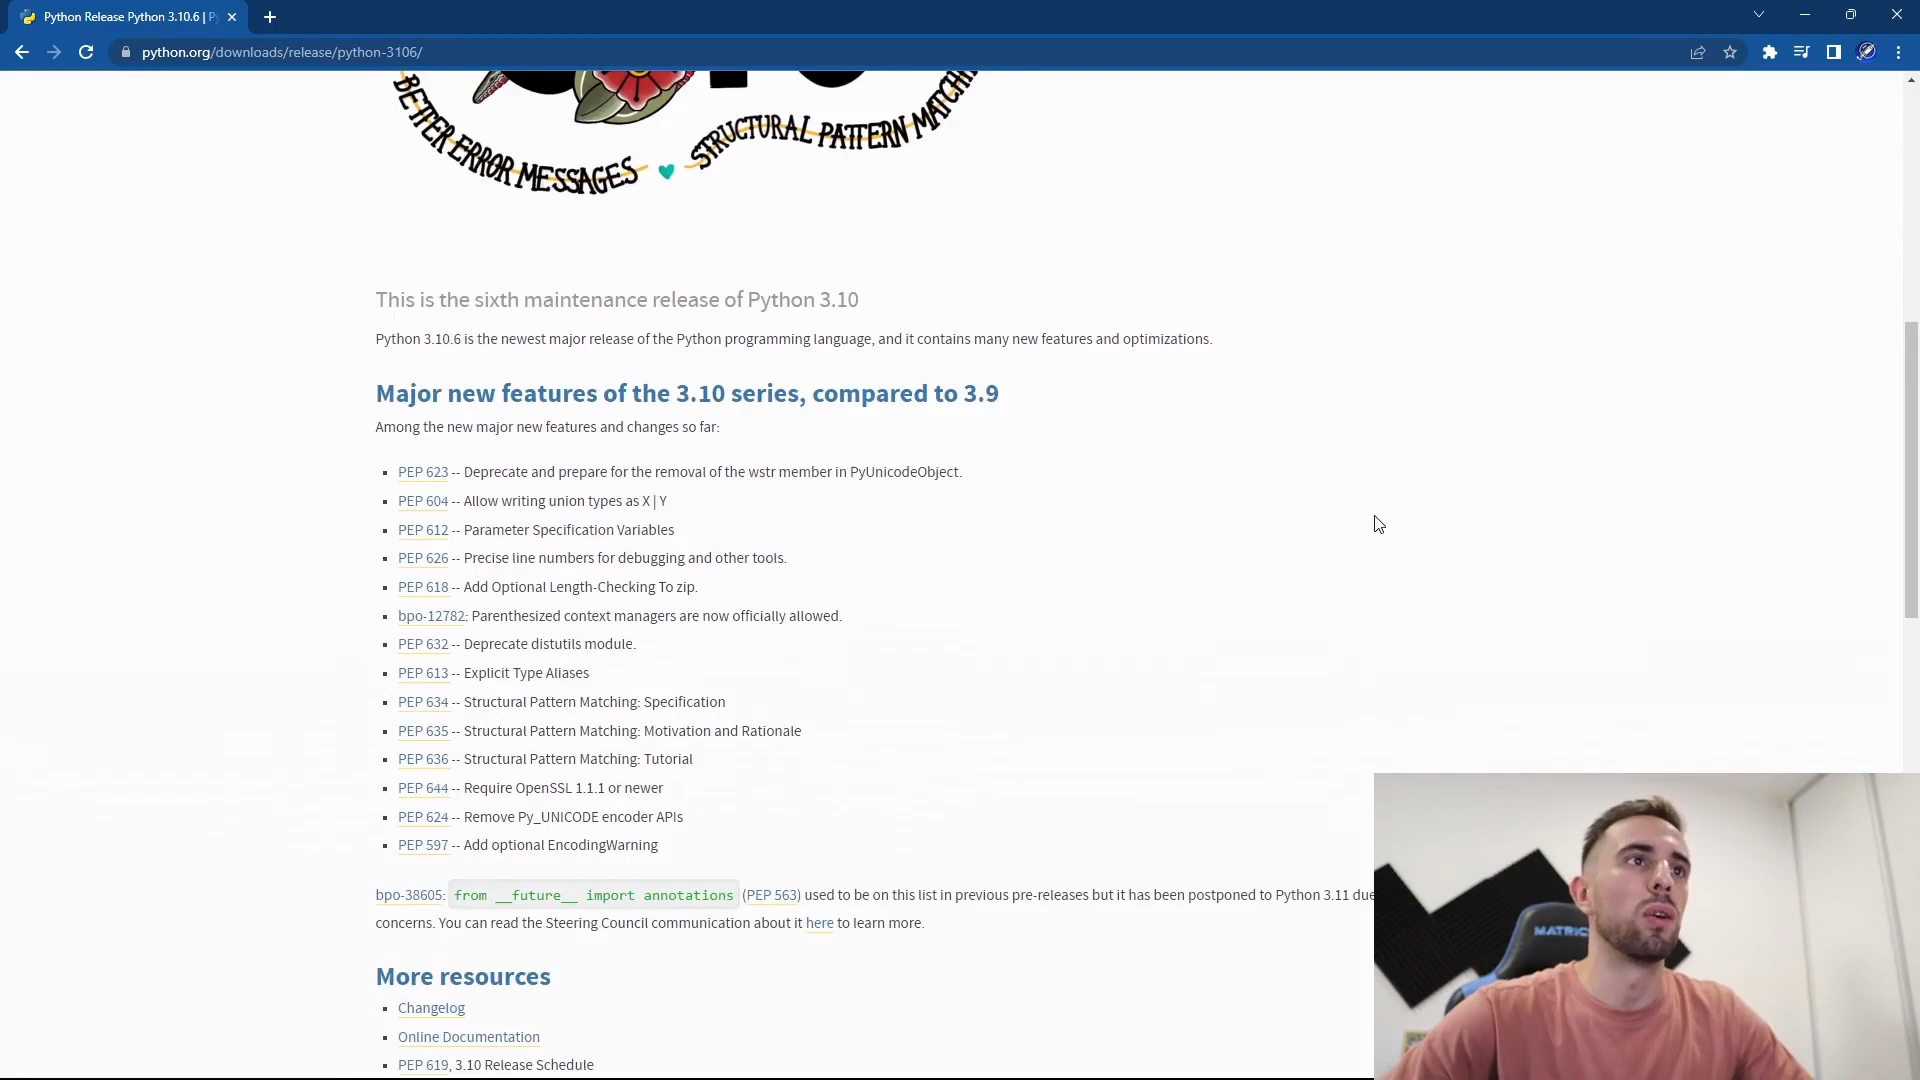 Python Release Python 3.10.6 | P
python.org/downloads/release/python-3106/
BETTER ERROR MESSAGES STRUCTURAL PATTERN MATCHIN
This is the sixth maintenance release of Python 3.10
Python 3.10.6 is the newest major release of the Python programming language, and it contains many new features and optimizations.
Major new features of the 3.10 series, compared to 3.9
Among the new major new features and changes so far:
PEP 623 -- Deprecate and prepare for the removal of the wstr member in PyUnicodeObject.
PEP 604 -- Allow writing union types as X | Y
PEP 612 -- Parameter Specification Variables
PEP 626 -- Precise line numbers for debugging and other tools.
PEP 618 -- Add Optional Length-Checking To zip.
bpo-12782: Parenthesized context managers are now officially allowed.
PEP 632 -- Deprecate distutils module.
PEP 613 -- Explicit Type Aliases
PEP 634 -- Structural Pattern Matching: Specification
PEP 635 -- Structural Pattern Matching: Motivation and Rationale
PEP 636 -- Structural Pattern Matching: Tutorial
PEP 644 -- Require OpenSSL 1.1.1 or newer
PEP 624 -- Remove Py_UNICODE encoder APIs
PEP 597 -- Add optional EncodingWarning
bpo-38605: from __future__ import annotations (PEP 563) used to be on this list in previous pre-releases but it has been postponed to Python 3.11 due
concerns. You can read the Steering Council communication about it here to learn more.
MATRIC
More resources
Changelog
Online Documentation
PEP 619, 3.10 Release Schedule